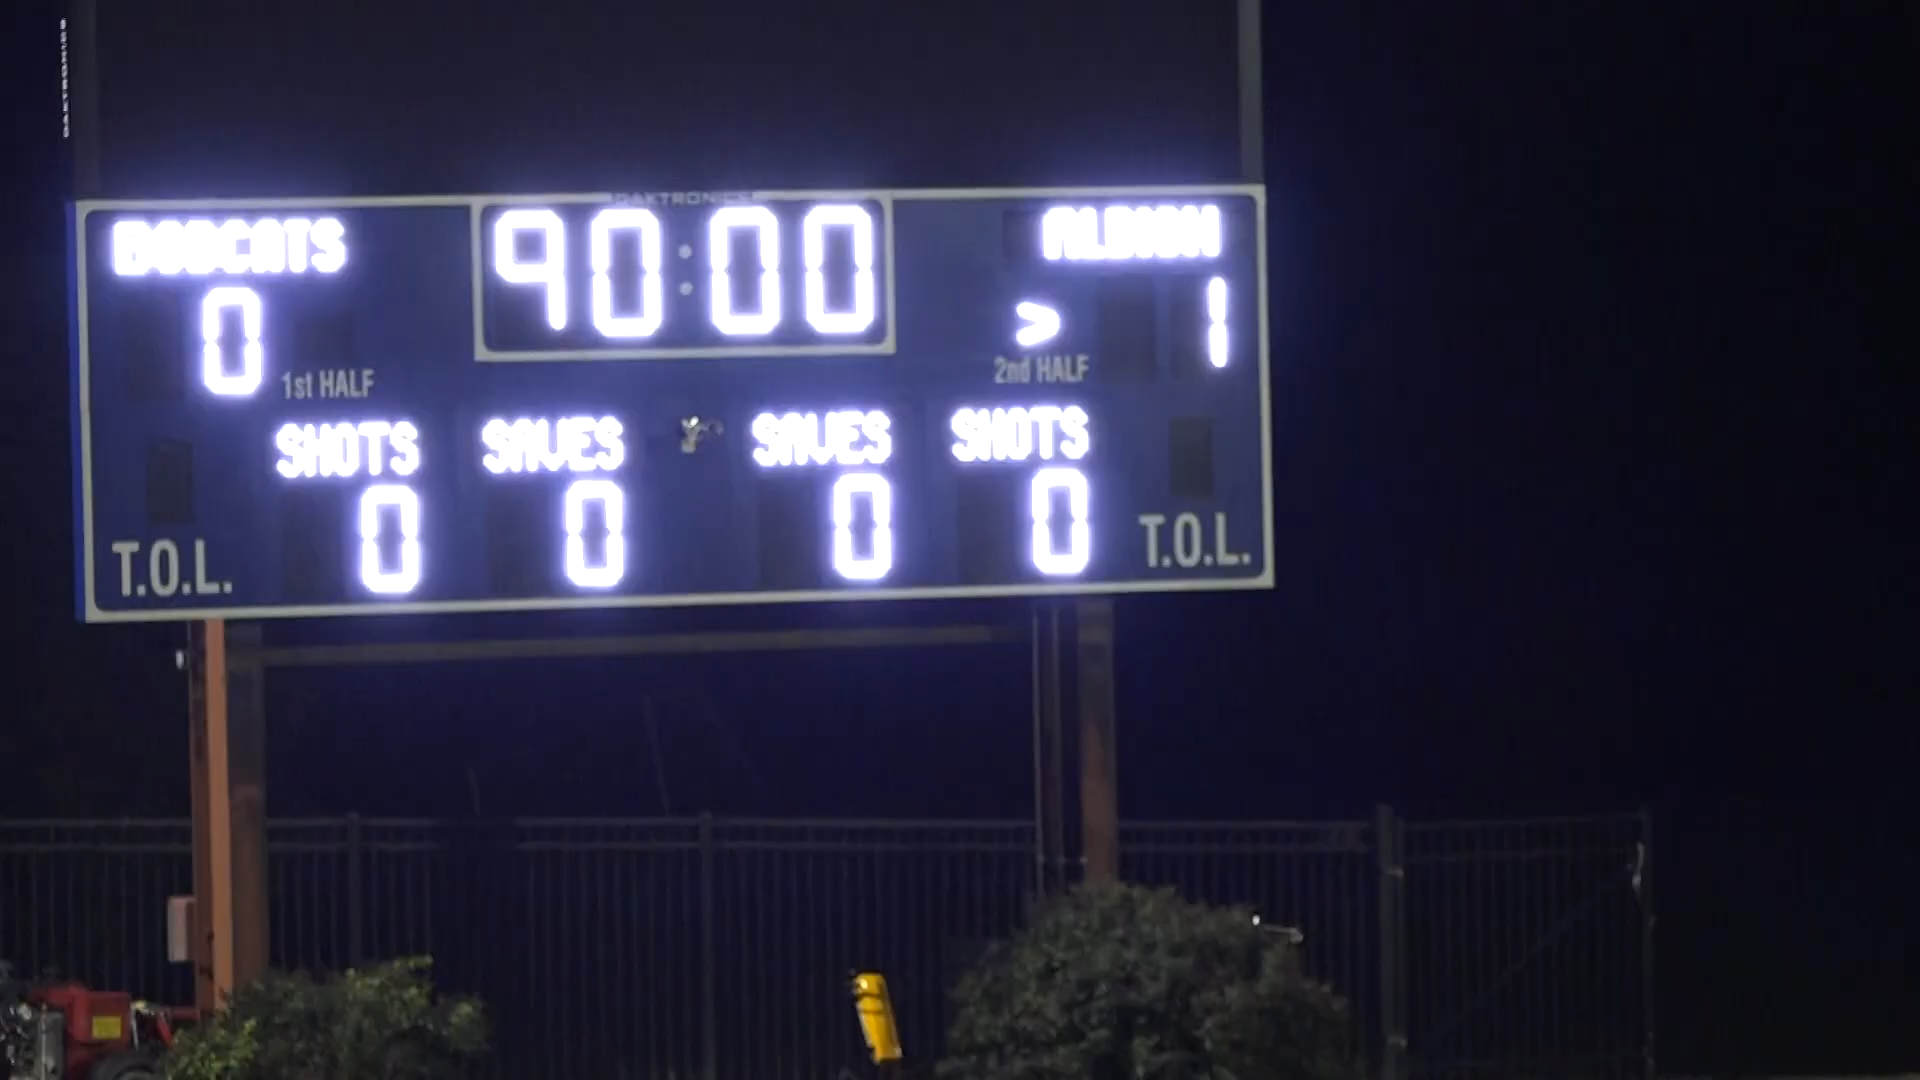 DAKTRONICS
DAKTRONICS
BOBCATS 90:00 ALBION
0 > 1
1st HALF 2nd HALF
SHOTS SAVES SAVES SHOTS
0 0 0 0
T.O.L. T.O.L.